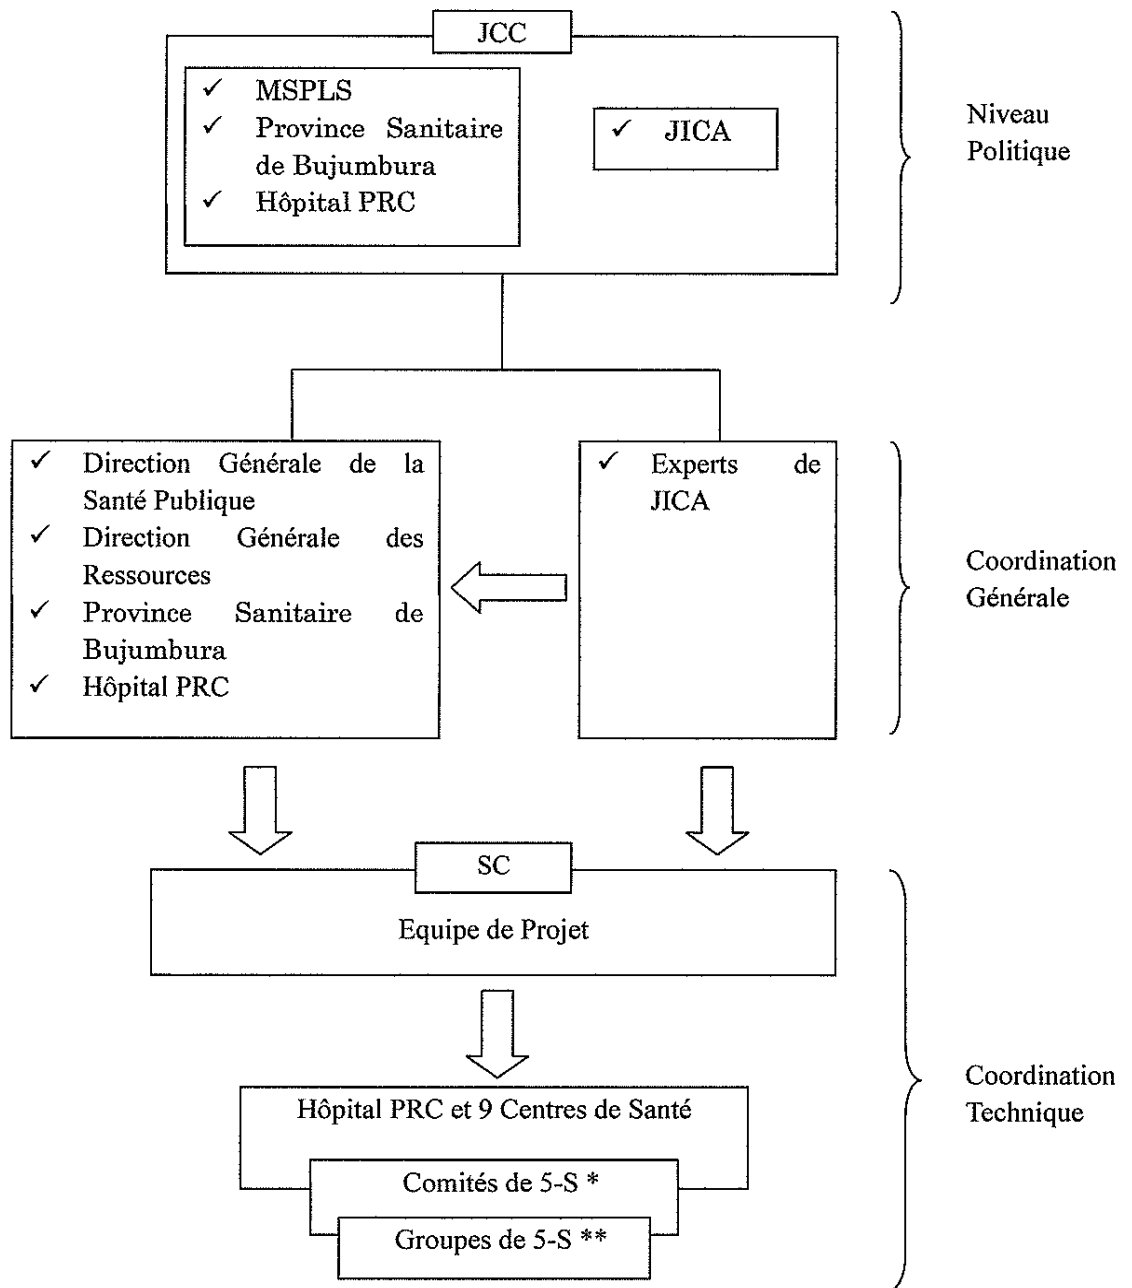 JCC
✓ MSPLS
✓ Province Sanitaire
de Bujumbura
✓ Hôpital PRC
✓ JICA
Niveau
Politique
✓ Direction Générale de la
Santé Publique
✓ Direction Générale des
Ressources
✓ Province Sanitaire de
Bujumbura
✓ Hôpital PRC
✓ Experts de
JICA
Coordination
Générale
SC
Equipe de Projet
Hôpital PRC et 9 Centres de Santé
Comités de 5-S *
Groupes de 5-S **
Coordination
Technique